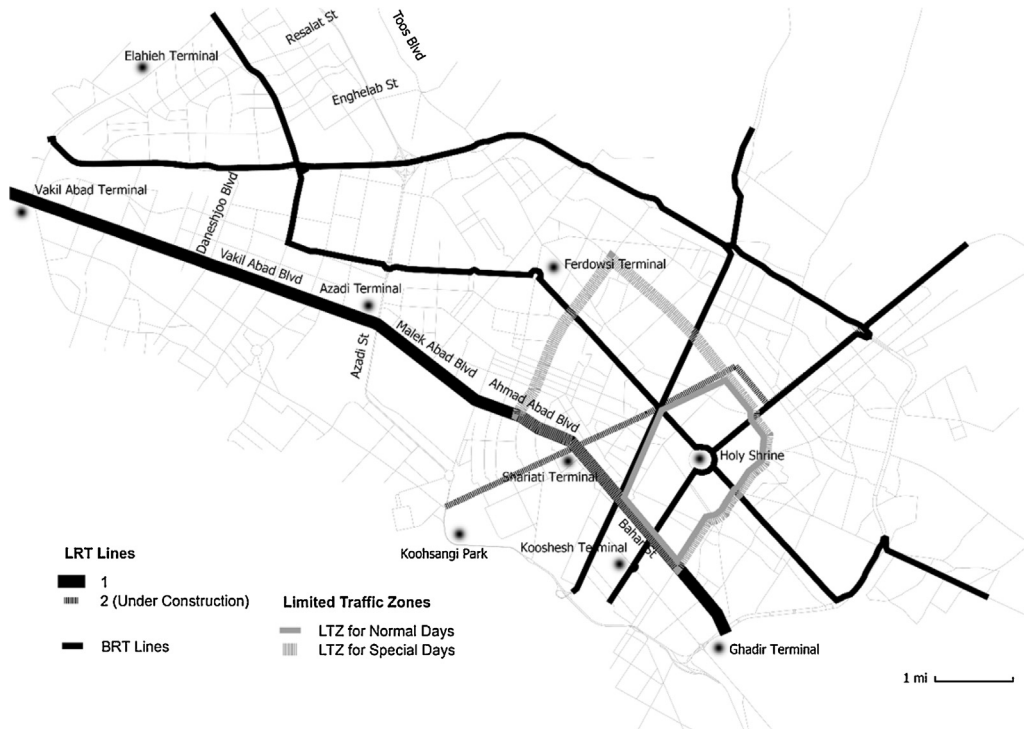 Resalat St
Toos Blvd
Elahieh Terminal
Enghelab St
Vakil Abad Terminal
Daneshjoo Blvd
Vakil Abad Blvd
Ferdowsi Terminal
Azadi Terminal
Azadi St
Malek Abad Blvd
Ahmad Abad Blvd
Holy Shrine
Shariati Terminal
Bahar St
Kooshesh Terminal
Koohsangi Park
Ghadir Terminal
LRT Lines
1
2 (Under Construction)
BRT Lines
Limited Traffic Zones
LTZ for Normal Days
LTZ for Special Days
1 mi